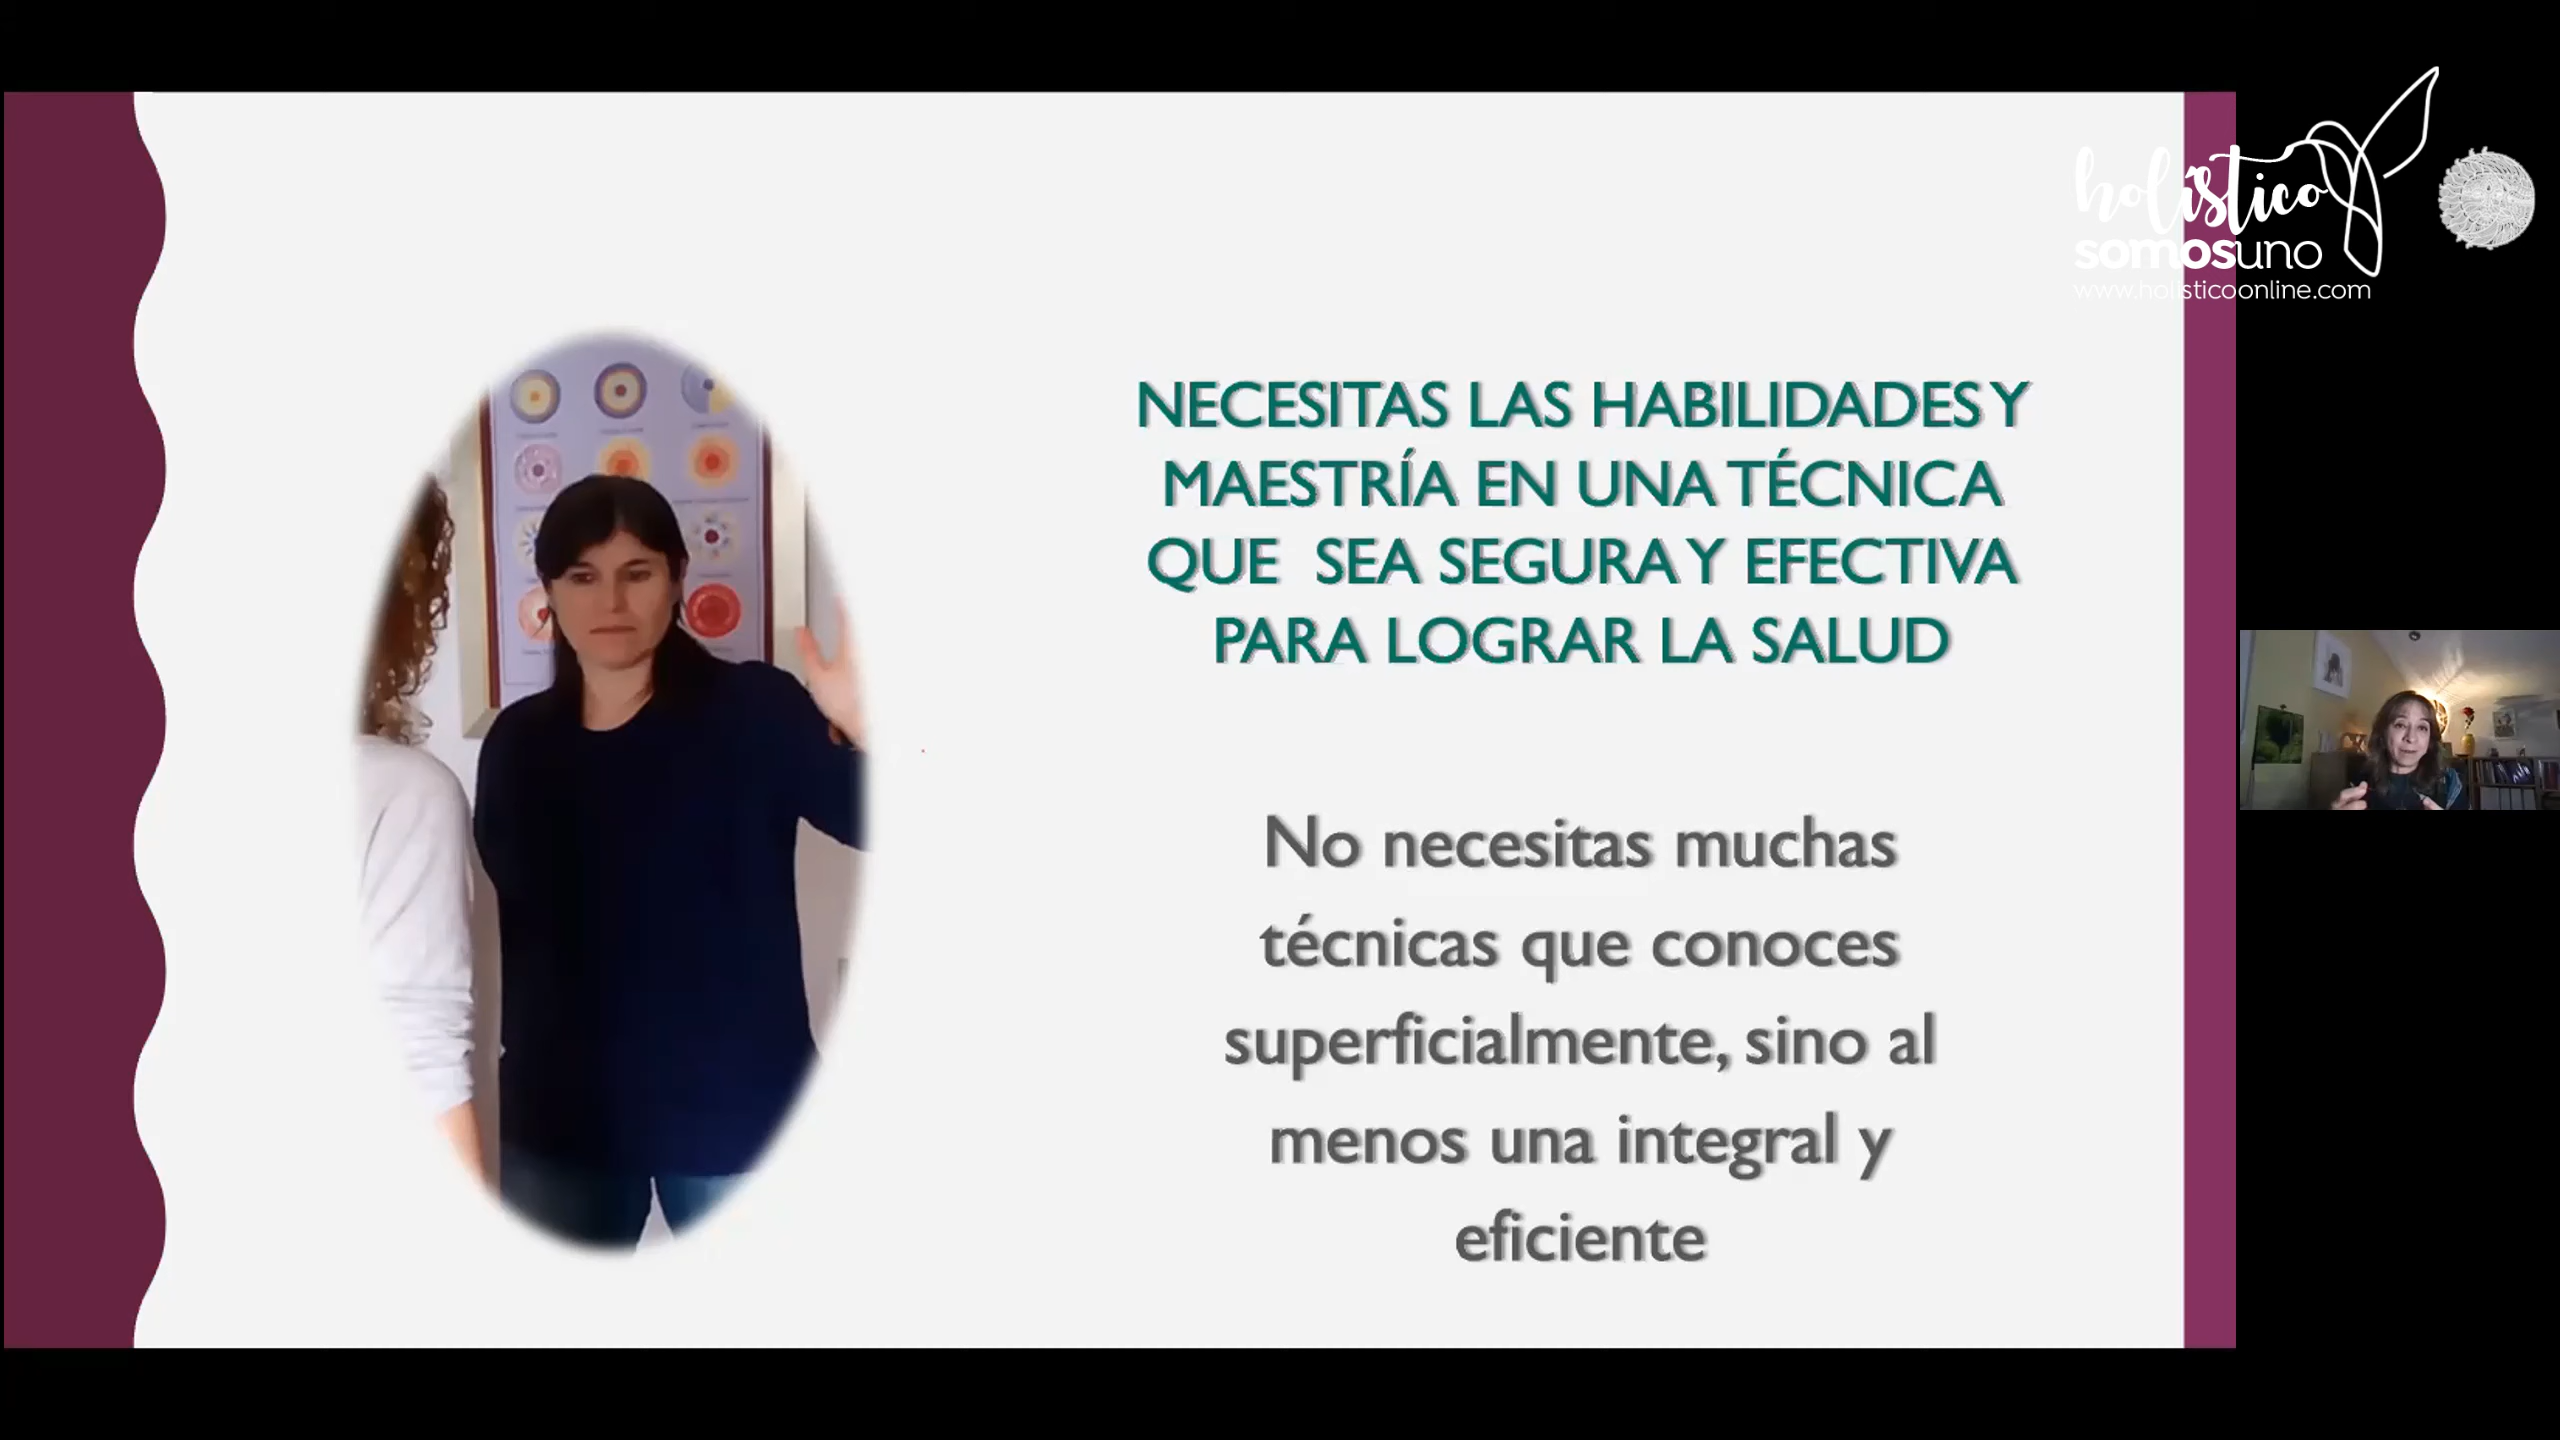 holístico
somosuno
www.holisticoonline.com
NECESITAS LAS HABILIDADES Y
MAESTRÍA EN UNA TÉCNICA
QUE SEA SEGURA Y EFECTIVA
PARA LOGRAR LA SALUD
No necesitas muchas
técnicas que conoces
superficialmente, sino al
menos una integral y
eficiente